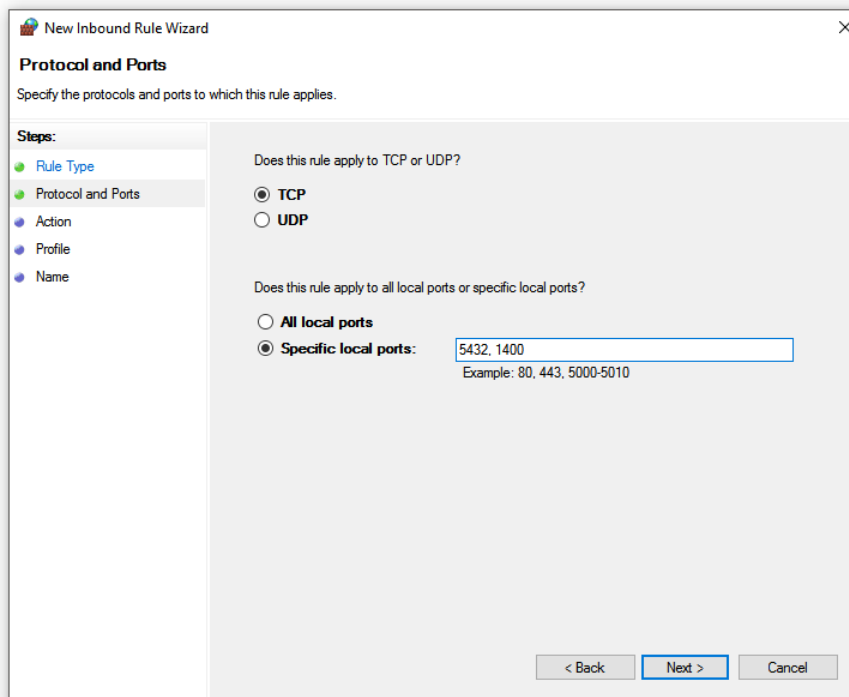 New Inbound Rule Wizard
Protocol and Ports
Specify the protocols and ports to which this rule applies.
Steps:
Rule Type
Protocol and Ports
Action
Profile
Name
Does this rule apply to TCP or UDP?
TCP
UDP
Does this rule apply to all local ports or specific local ports?
All local ports
Specific local ports: 5432, 1400
Example: 80, 443, 5000-5010
< Back Next > Cancel